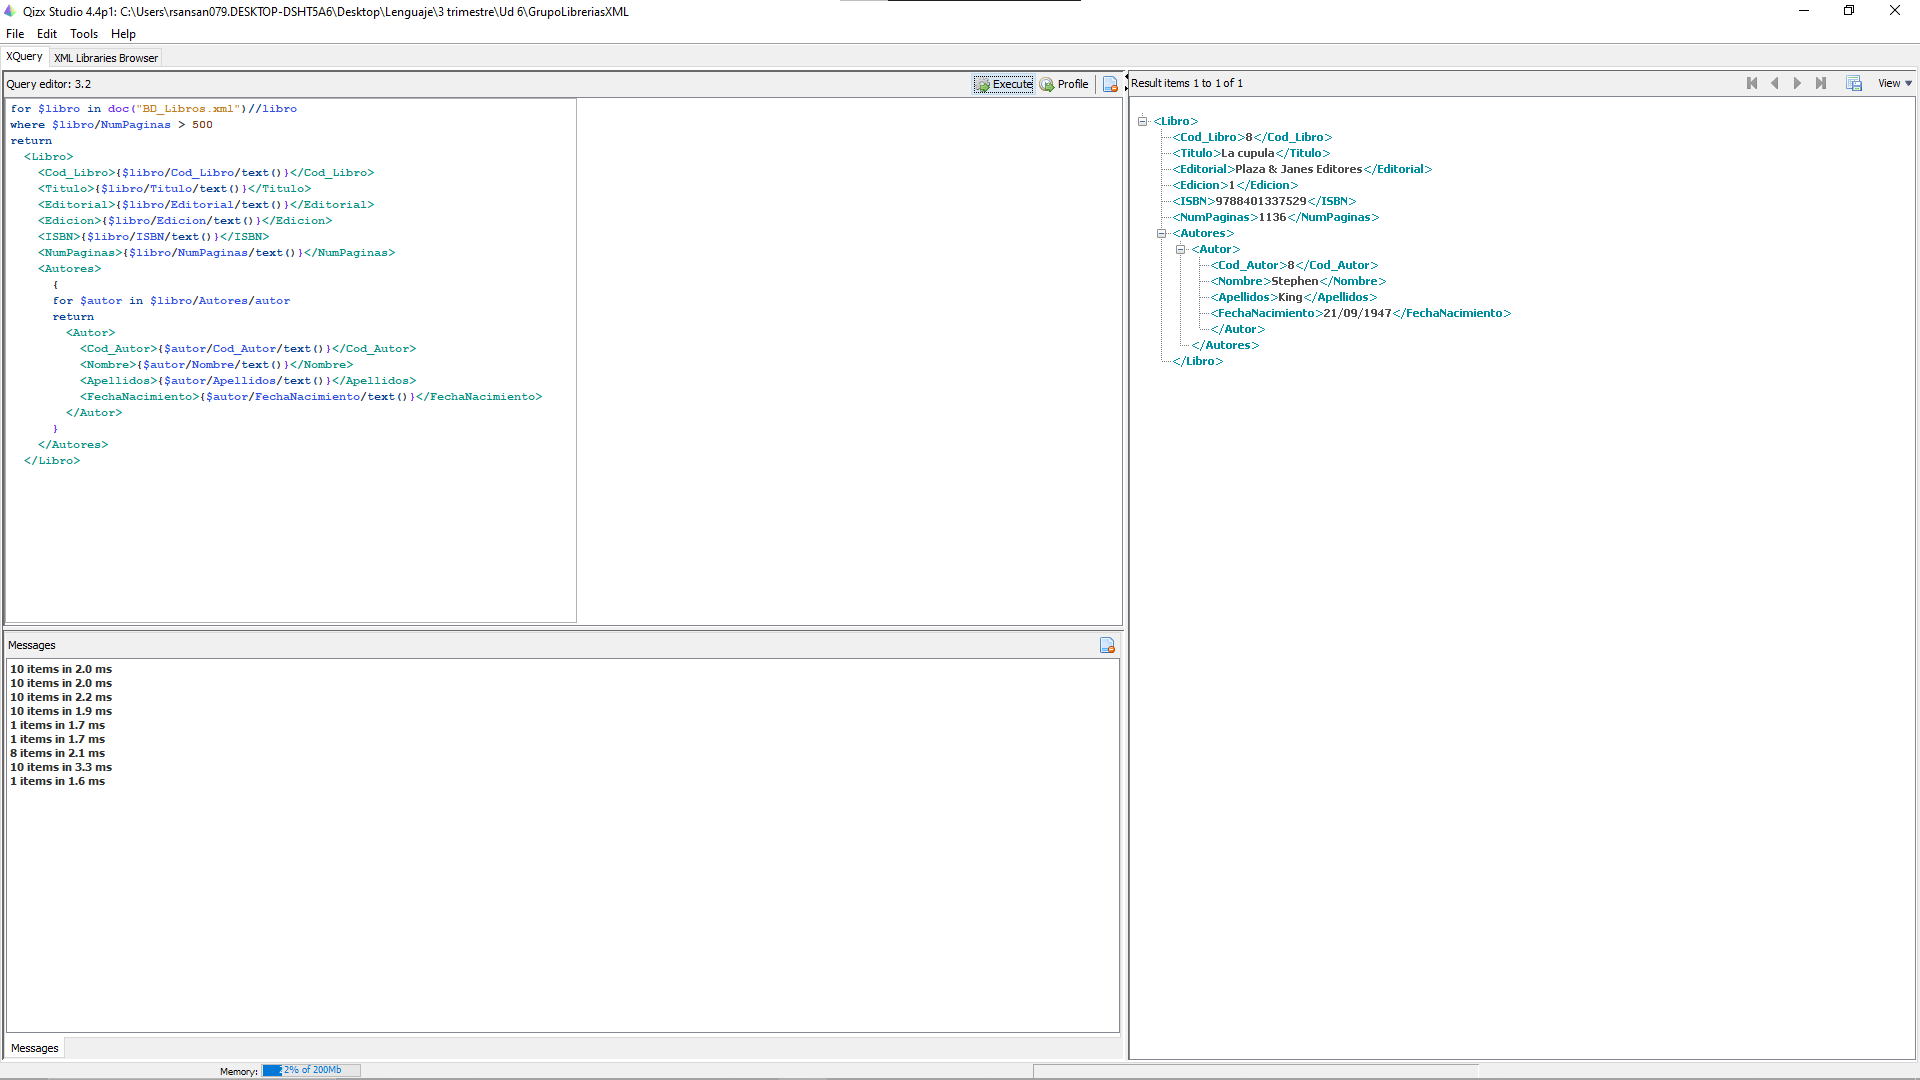 Qizx Studio 4.4p1: C:\Users\rsansan079.DESKTOP-DSHT5A6\Desktop\Lenguaje\3 trimestre\Ud 6\GrupoLibreriasXML
File Edit Tools Help
XQuery XML Libraries Browser
Query editor: 3.2 Execute Profile
for $libro in doc("BD_Libros.xml")//libro
where $libro/NumPaginas > 500
return
  <Libro>
    <Cod_Libro>{$libro/Cod_Libro/text()}</Cod_Libro>
    <Titulo>{$libro/Titulo/text()}</Titulo>
    <Editorial>{$libro/Editorial/text()}</Editorial>
    <Edicion>{$libro/Edicion/text()}</Edicion>
    <ISBN>{$libro/ISBN/text()}</ISBN>
    <NumPaginas>{$libro/NumPaginas/text()}</NumPaginas>
    <Autores>
      {
      for $autor in $libro/Autores/autor
      return
        <Autor>
          <Cod_Autor>{$autor/Cod_Autor/text()}</Cod_Autor>
          <Nombre>{$autor/Nombre/text()}</Nombre>
          <Apellidos>{$autor/Apellidos/text()}</Apellidos>
          <FechaNacimiento>{$autor/FechaNacimiento/text()}</FechaNacimiento>
        </Autor>
      }
    </Autores>
  </Libro>
Messages
10 items in 2.0 ms
10 items in 2.0 ms
10 items in 2.2 ms
10 items in 1.9 ms
1 items in 1.7 ms
1 items in 1.7 ms
8 items in 2.1 ms
10 items in 3.3 ms
1 items in 1.6 ms
Messages
Memory: 2% of 200Mb
Result items 1 to 1 of 1 View
<Libro>
<Cod_Libro>8</Cod_Libro>
<Titulo>La cupula</Titulo>
<Editorial>Plaza & Janes Editores</Editorial>
<Edicion>1</Edicion>
<ISBN>9788401337529</ISBN>
<NumPaginas>1136</NumPaginas>
<Autores>
<Autor>
<Cod_Autor>8</Cod_Autor>
<Nombre>Stephen</Nombre>
<Apellidos>King</Apellidos>
<FechaNacimiento>21/09/1947</FechaNacimiento>
</Autor>
</Autores>
</Libro>